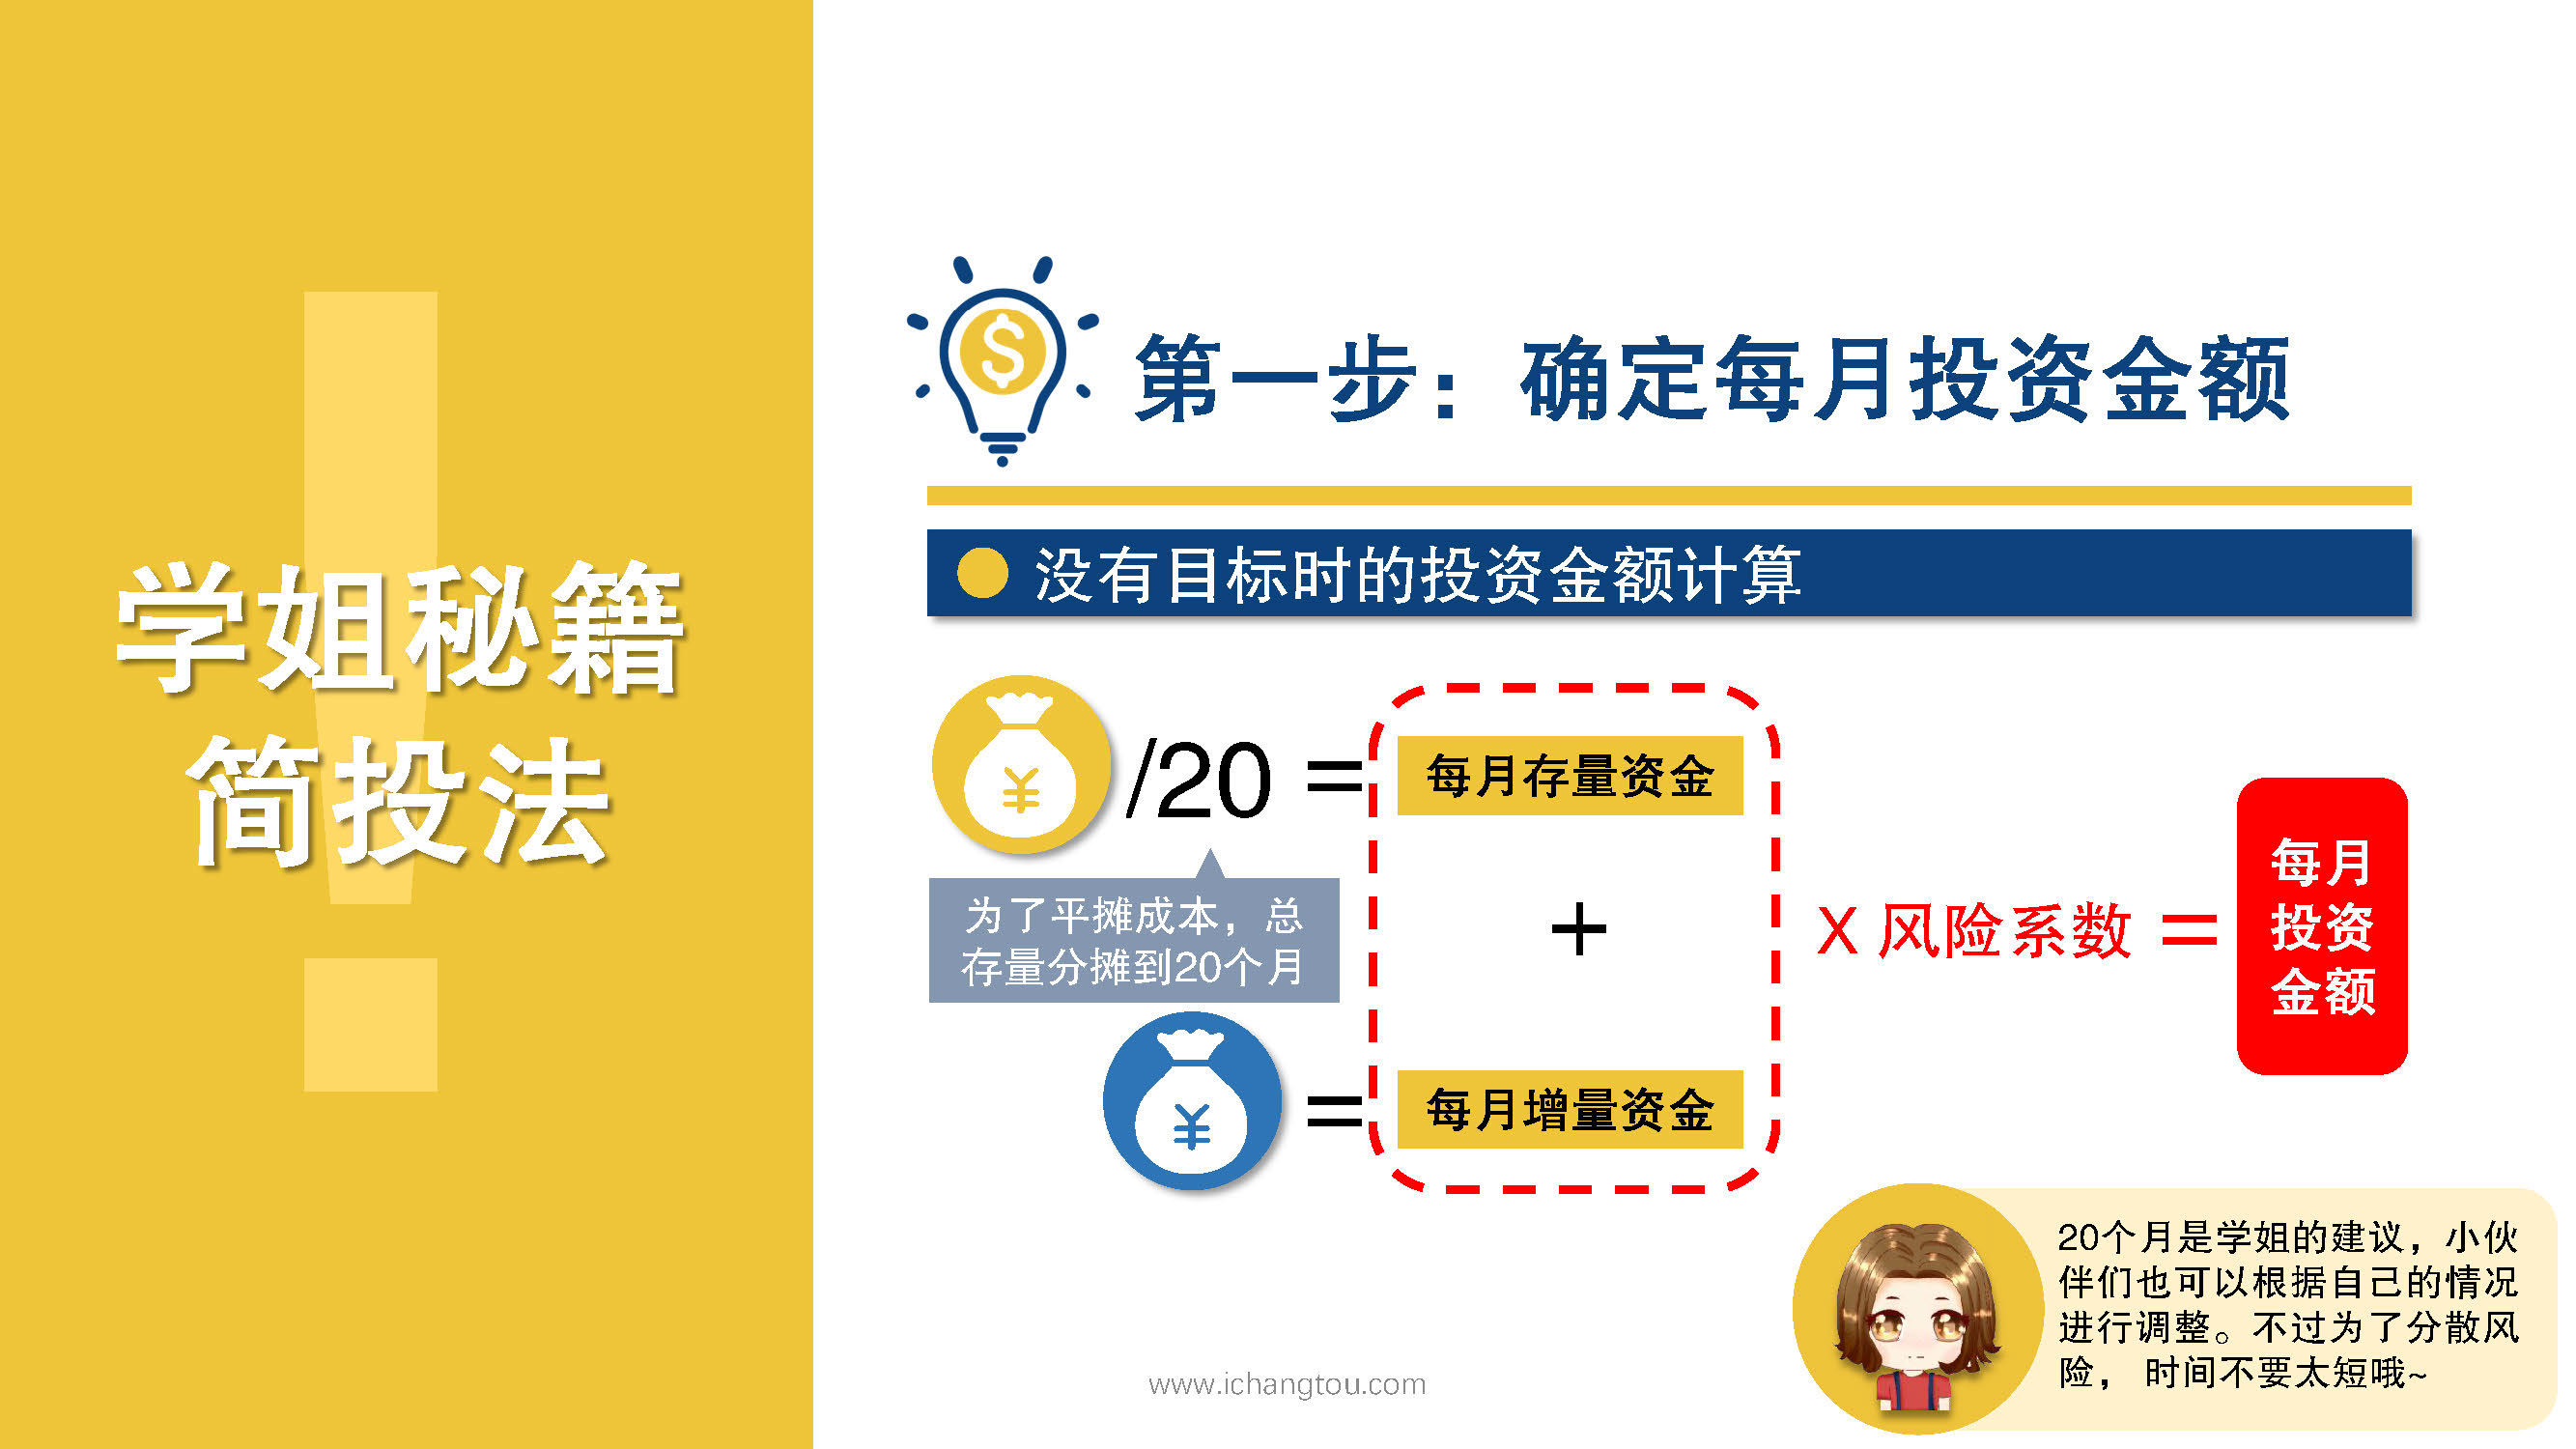 学姐秘籍
简投法
$
第一步：确定每月投资金额
没有目标时的投资金额计算
¥ /20 = 每月存量资金
为了平摊成本，总
存量分摊到20个月
+
X 风险系数 =
每月
投资
金额
¥ = 每月增量资金
20个月是学姐的建议，小伙
伴们也可以根据自己的情况
进行调整。不过为了分散风
险， 时间不要太短哦~
www.ichangtou.com